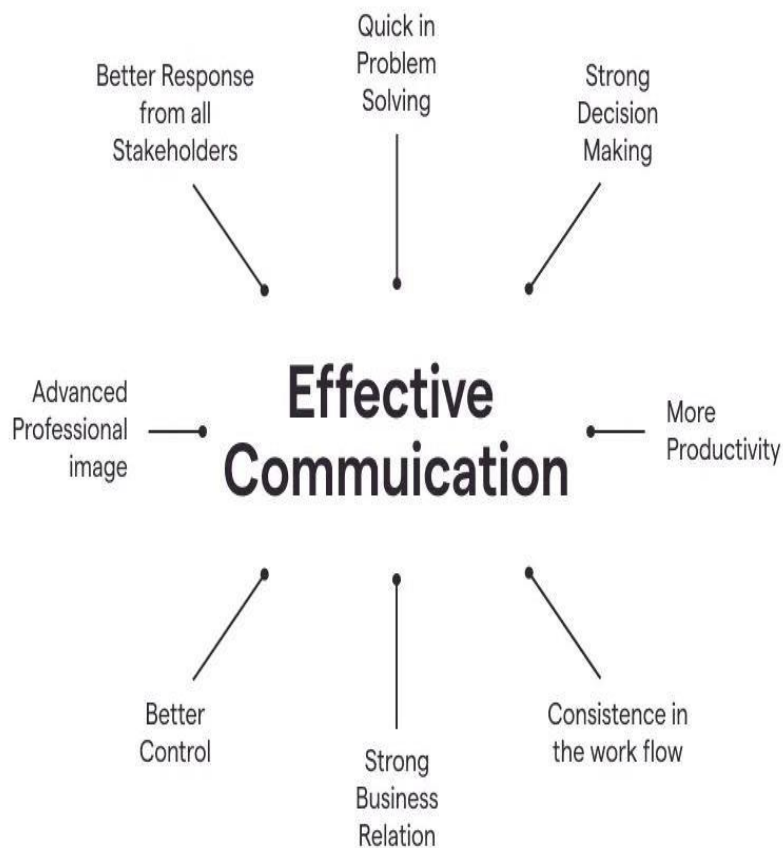 Quick in
Problem
Solving
Better Response
from all
Stakeholders
Strong
Decision
Making
Effective
Commuication
Advanced
Professional
image
More
Productivity
Better
Control
Strong
Business
Relation
Consistence in
the work flow